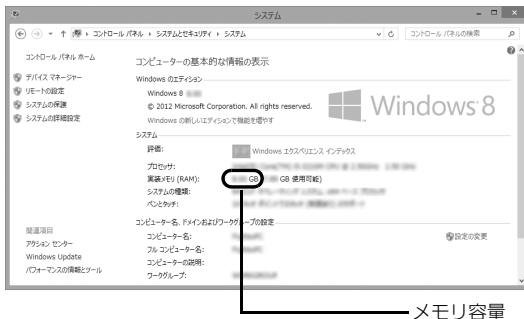 システム
コントロール パネル ▸ システムとセキュリティ ▸ システム
コントロール パネルの検索
コントロール パネル ホーム
デバイス マネージャー
リモートの設定
システムの保護
システムの詳細設定
コンピューターの基本的な情報の表示
Windows のエディション
Windows 8
© 2012 Microsoft Corporation. All rights reserved.
Windows の新しいエディションで機能を増やす
Windows 8
システム
評価:
Windows エクスペリエンス インデックス
プロセッサ:
実装メモリ (RAM):
GB
GB 使用可能)
システムの種類:
ペンとタッチ:
コンピューター名、ドメインおよびワークグループの設定
コンピューター名:
設定の変更
フル コンピューター名:
コンピューターの説明:
ワークグループ:
関連項目
アクション センター
Windows Update
パフォーマンスの情報とツール
メモリ容量